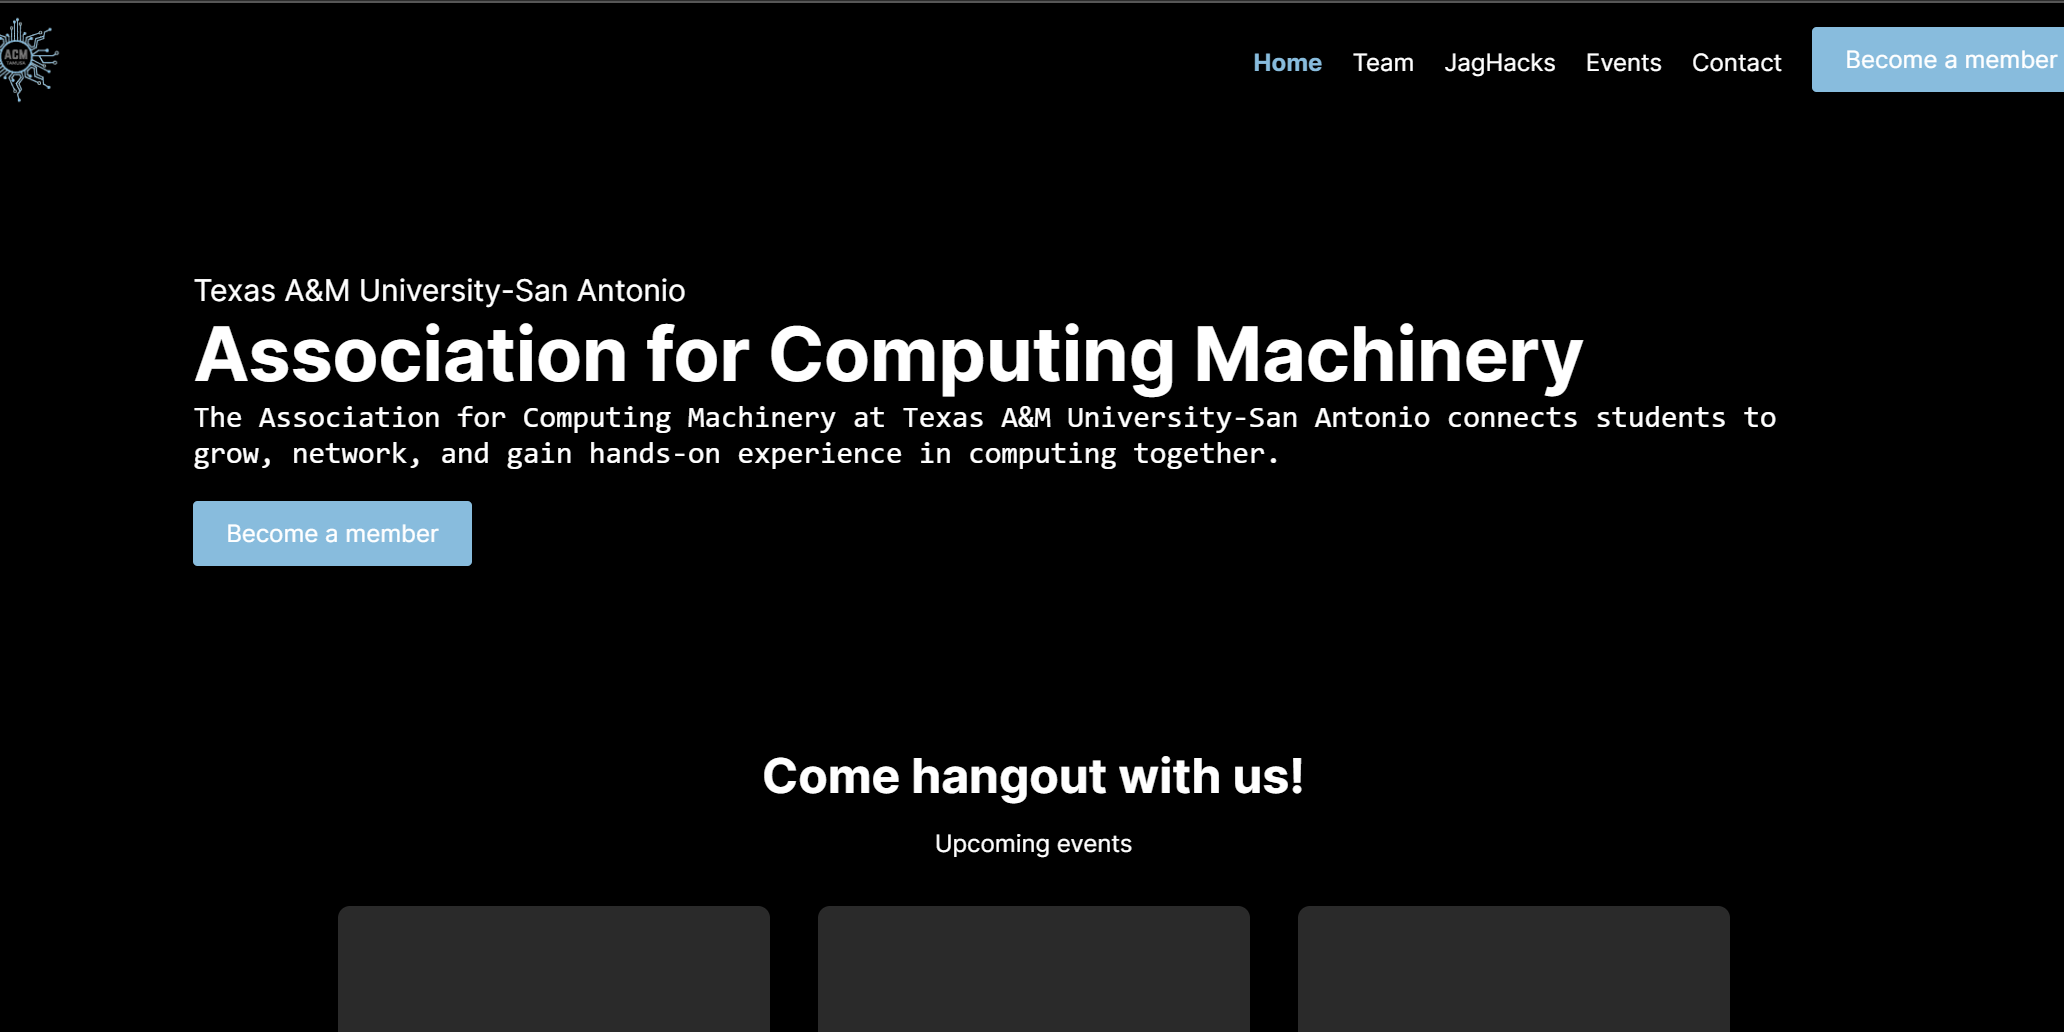 ACM
TAMUSA
Home Team JagHacks Events Contact Become a member
Texas A&M University-San Antonio
Association for Computing Machinery
The Association for Computing Machinery at Texas A&M University-San Antonio connects students to
grow, network, and gain hands-on experience in computing together.
Become a member
Come hangout with us!
Upcoming events